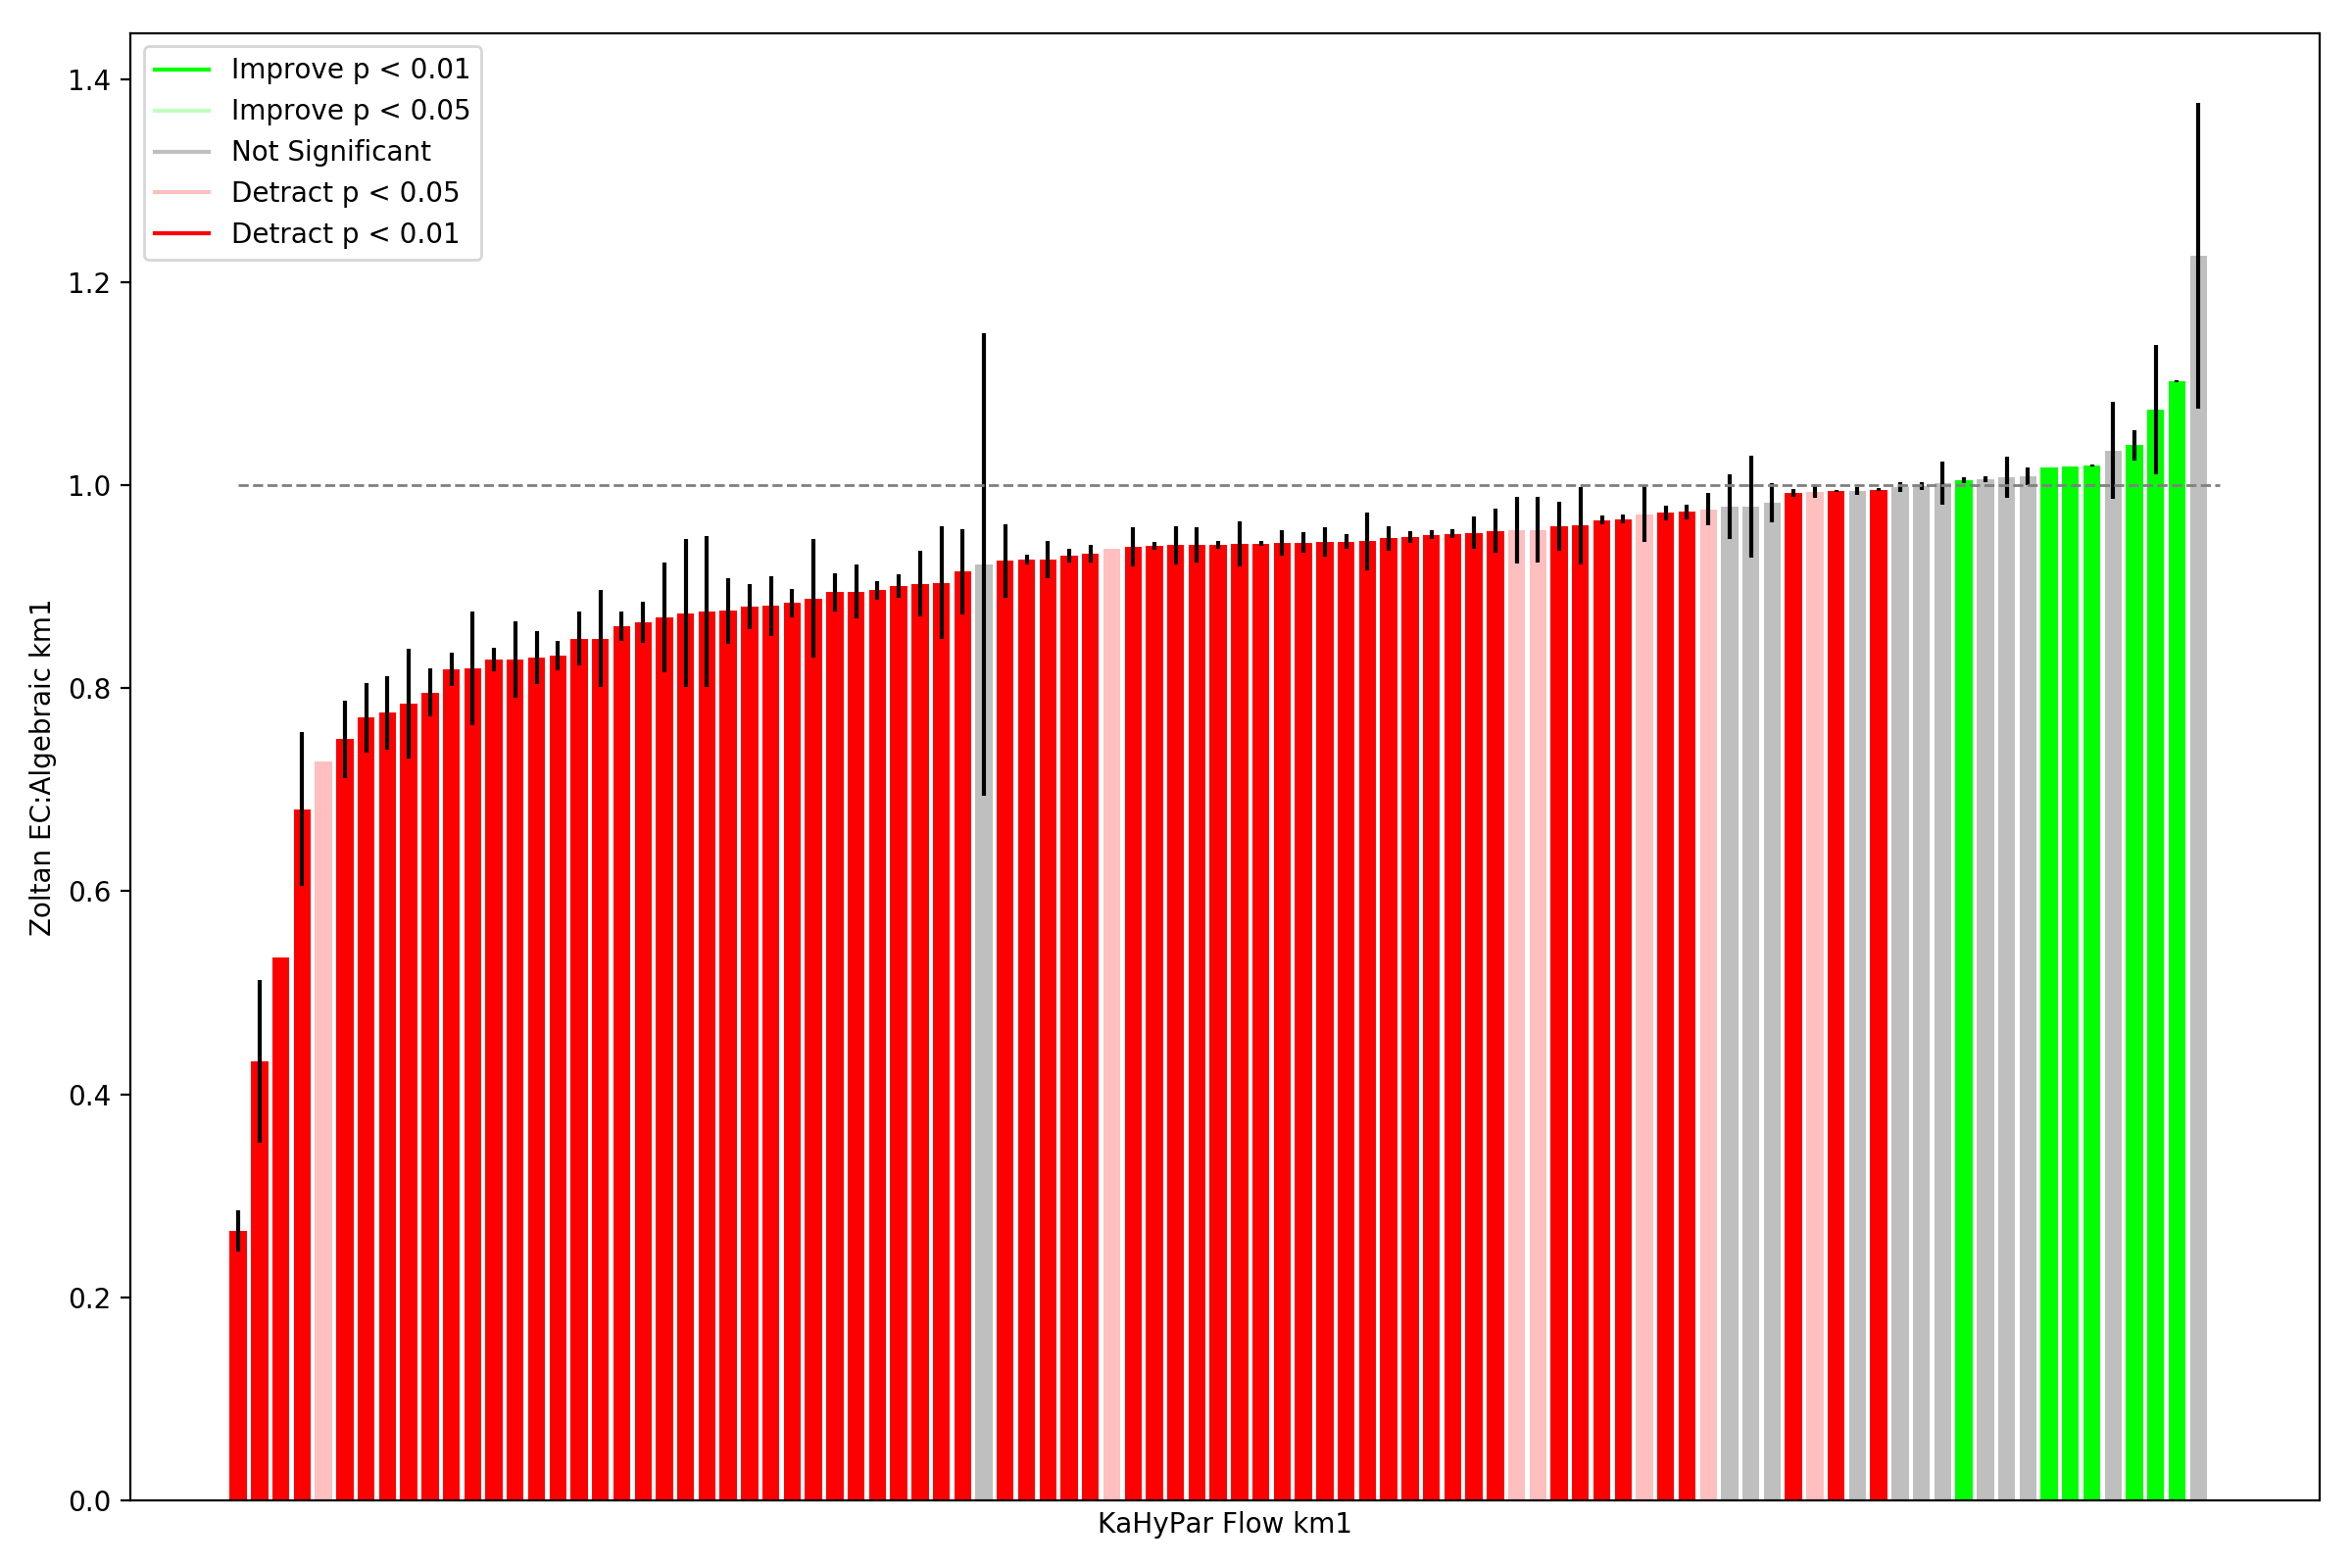 Improve p < 0.01
Improve p < 0.05
Not Significant
Detract p < 0.05
Detract p < 0.01
1.4
1.2
1.0
0.8
0.6
0.4
0.2
0.0
Zoltan EC:Algebraic km1
KaHyPar Flow km1